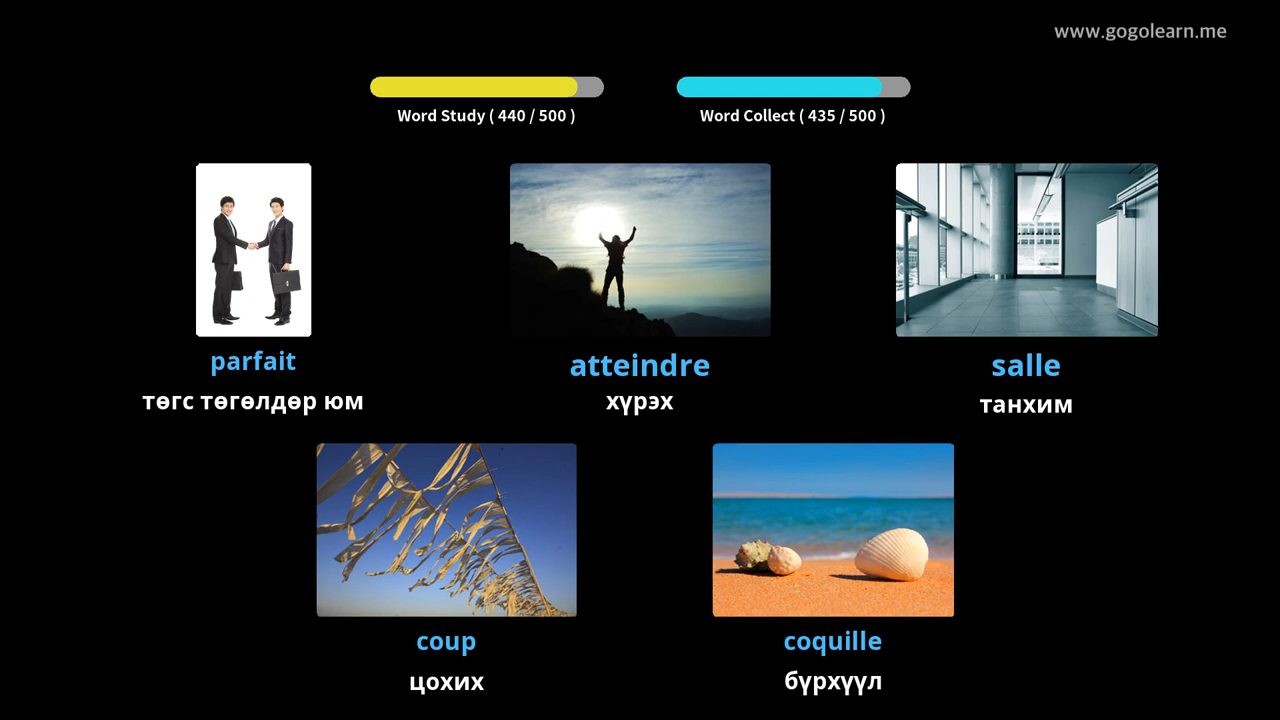 www.gogolearn.me
Word Study ( 440 / 500 )
Word Collect ( 435 / 500 )
parfait
төгс төгөлдөр юм
atteindre
хүрэх
salle
танхим
coup
цохих
coquille
бүрхүүл